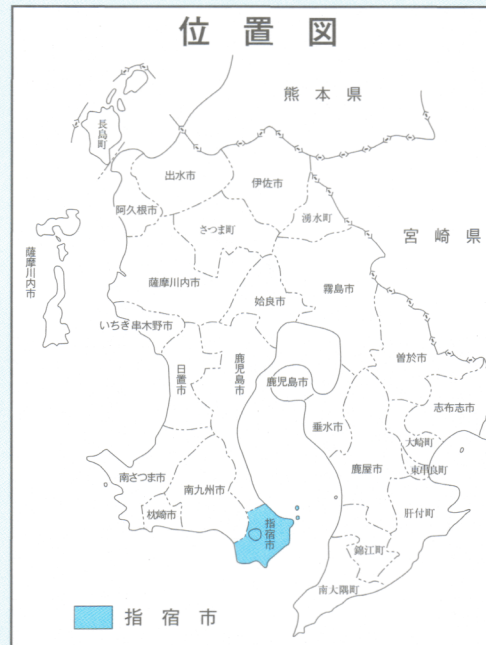 位置図
熊本県
長島町
出水市
伊佐市
阿久根市
湧水町
さつま町
宮崎県
薩摩川内市
薩摩川内市
霧島市
姶良市
いちき串木野市
鹿児島市
日置市
曽於市
鹿児島市
志布志市
垂水市
大崎町
東串良町
鹿屋市
南さつま市
南九州市
肝付町
枕崎市
指宿市
錦江町
南大隅町
指宿市